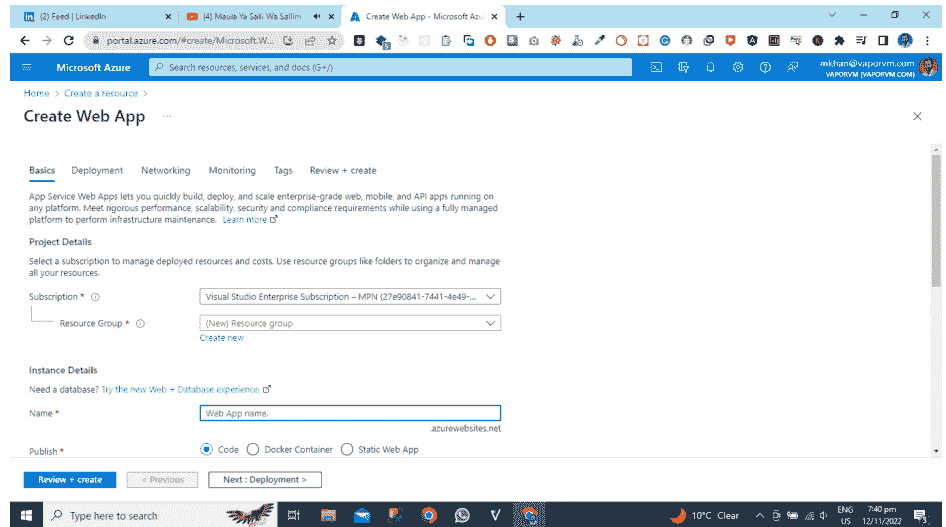 (2) Feed | LinkedIn
(4) Maula Ya Salli Wa Sallim
Create Web App - Microsoft Azu
portal.azure.com/#create/Microsoft.W...
Microsoft Azure
Search resources, services, and docs (G+/)
mkhan@vaporvm.com
VAPORVM (VAPORVM.COM)
Home > Create a resource >
Create Web App ...
Basics Deployment Networking Monitoring Tags Review + create
App Service Web Apps lets you quickly build, deploy, and scale enterprise-grade web, mobile, and API apps running on
any platform. Meet rigorous performance, scalability, security and compliance requirements while using a fully managed
platform to perform infrastructure maintenance. Learn more
Project Details
Select a subscription to manage deployed resources and costs. Use resource groups like folders to organize and manage
all your resources.
Subscription * Visual Studio Enterprise Subscription – MPN (27e90841-7441-4e49-...
Resource Group * (New) Resource group
Create new
Instance Details
Need a database? Try the new Web + Database experience.
Name * Web App name.
.azurewebsites.net
Publish * Code Docker Container Static Web App
Review + create < Previous Next : Deployment >
Type here to search
10°C Clear
ENG
US
7:40 pm
12/11/2022